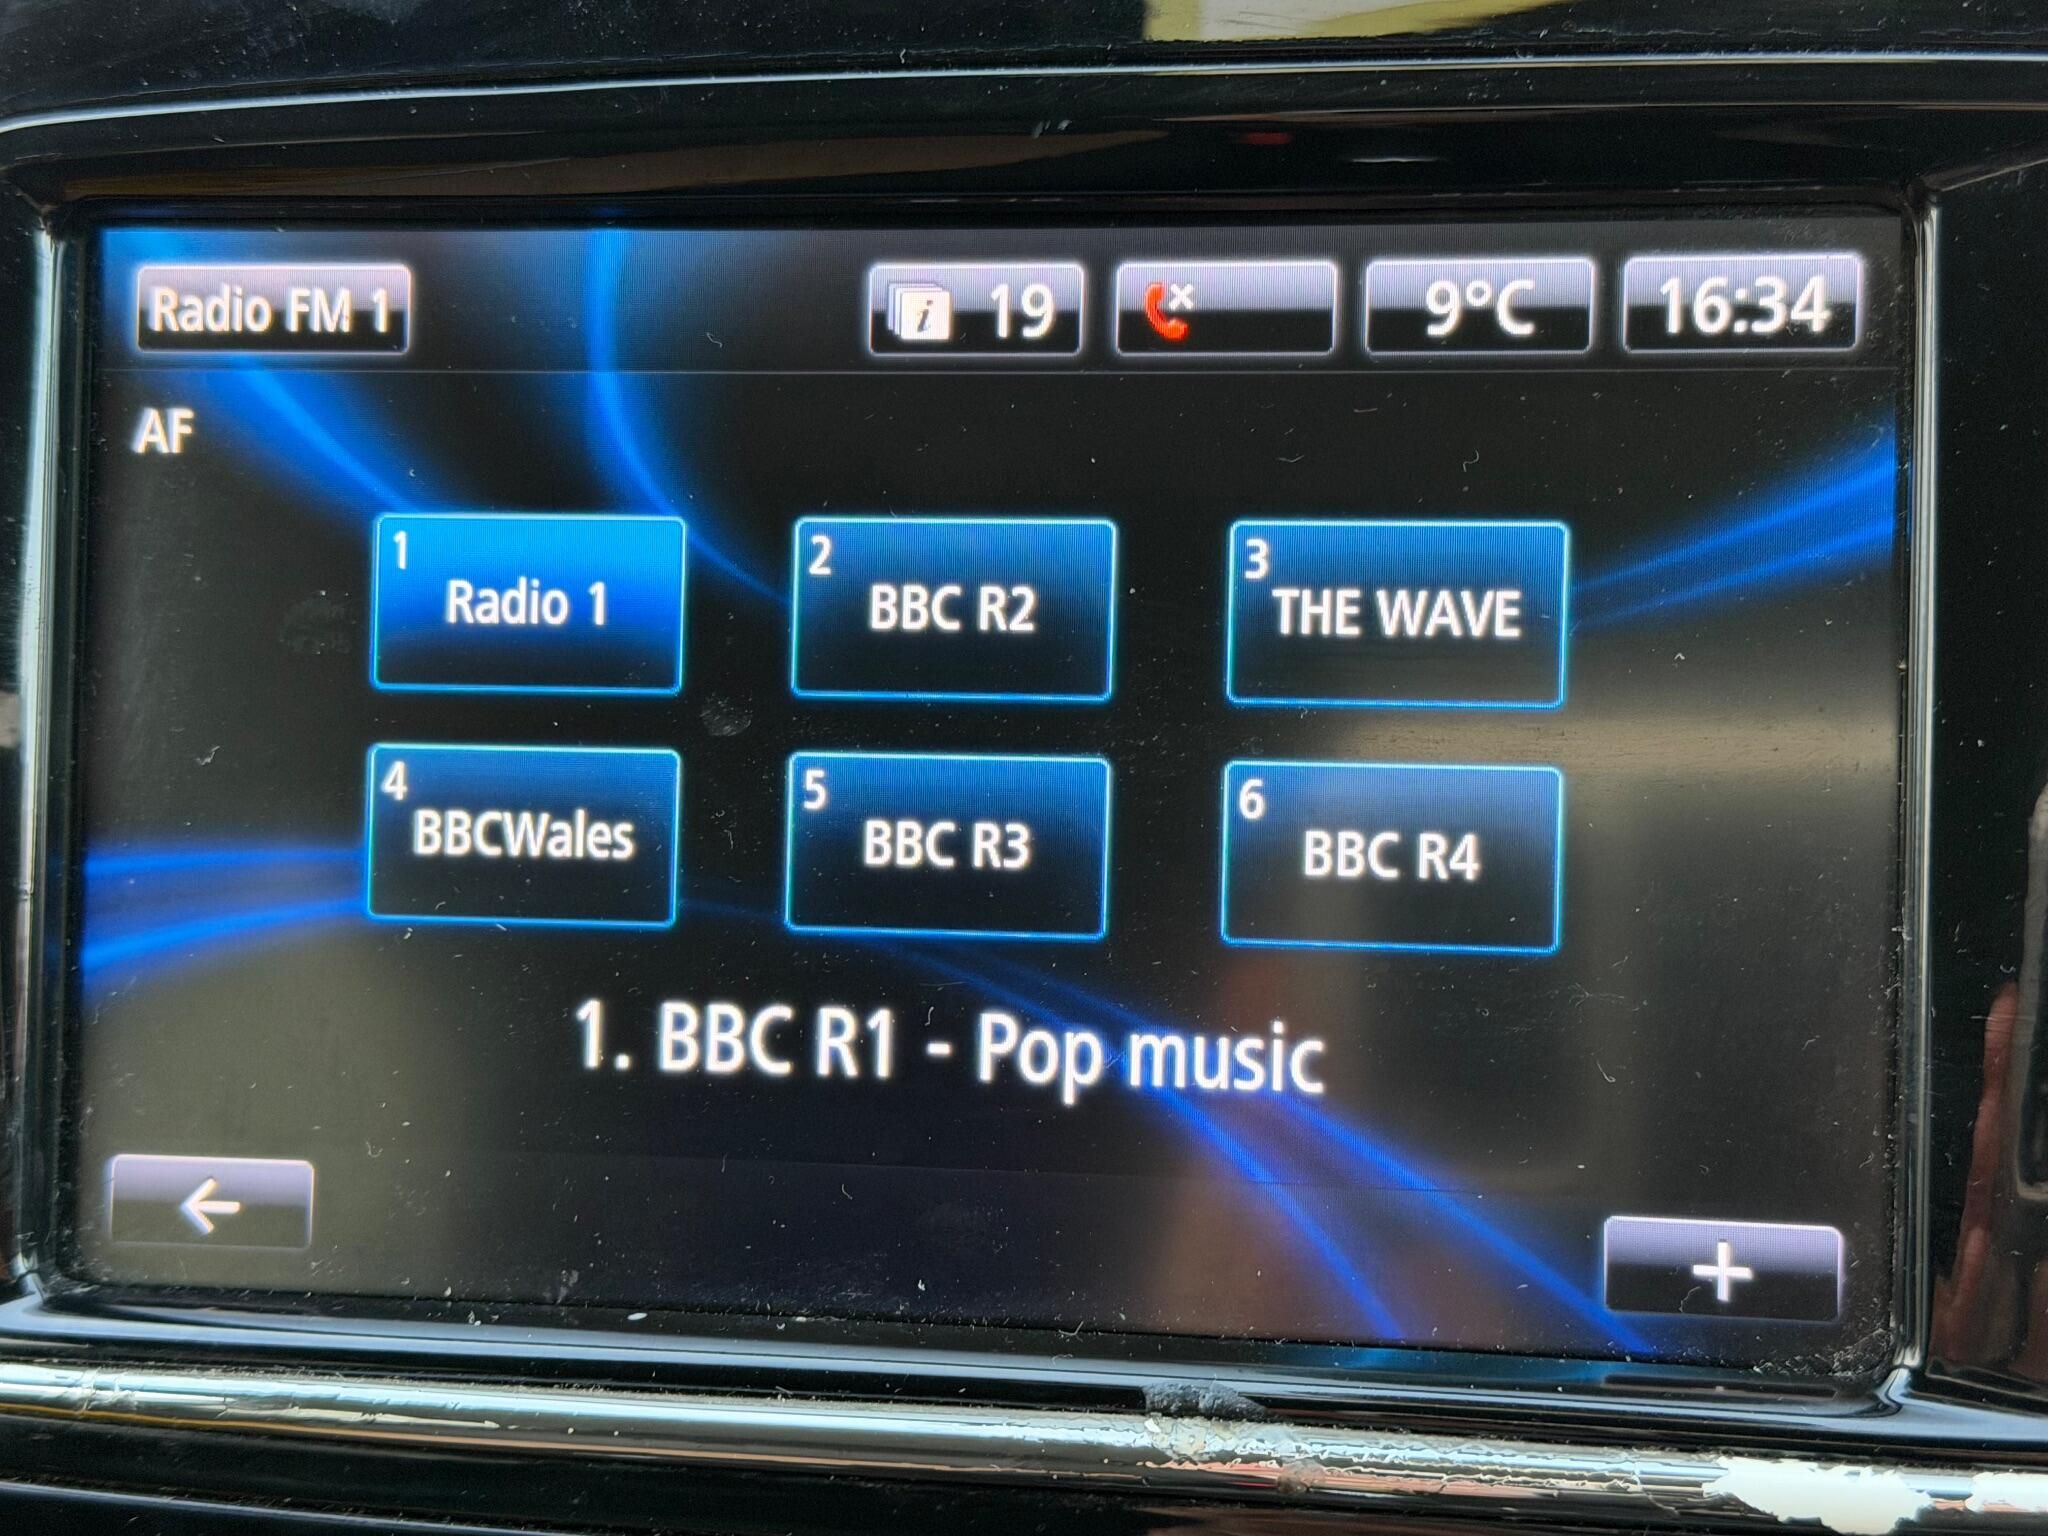 Radio FM 1
i 19
9°C
16:34
AF
1
Radio 1
2
BBC R2
3
THE WAVE
4
BBCWales
5
BBC R3
6
BBC R4
1. BBC R1 - Pop music